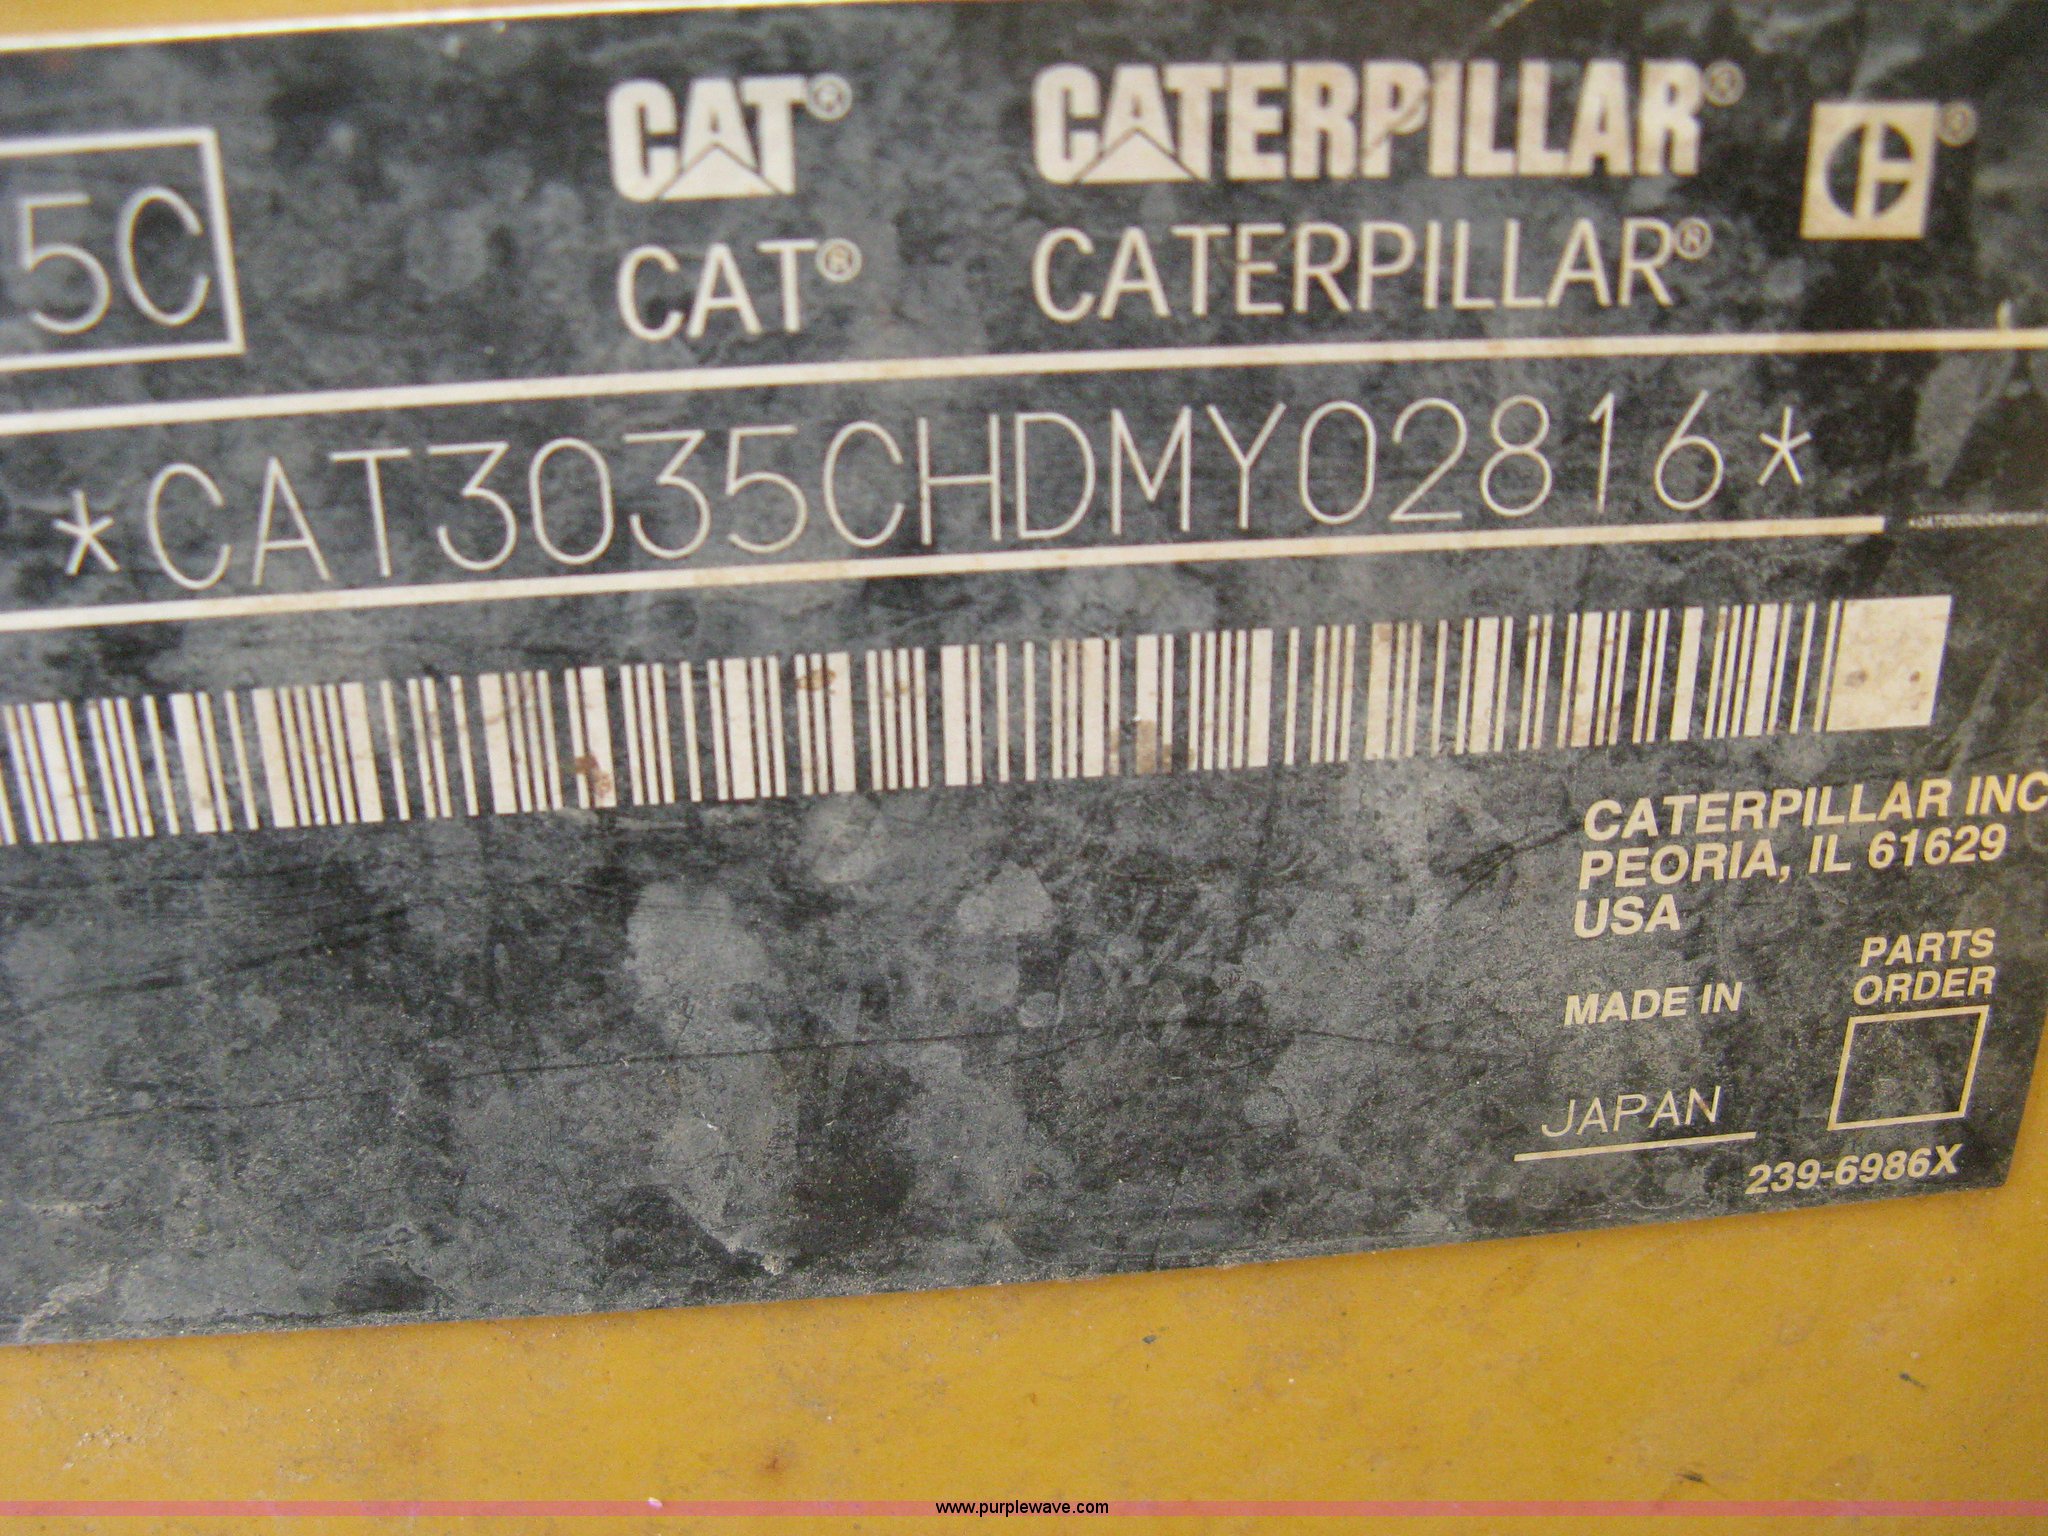 5C
CAT® CATERPILLAR® ®
CAT® CATERPILLAR®
*CAT3035CHDMY02816*
CATERPILLAR INC
PEORIA, IL 61629
USA
PARTS
ORDER
MADE IN
JAPAN
239-6986X
www.purplewave.com